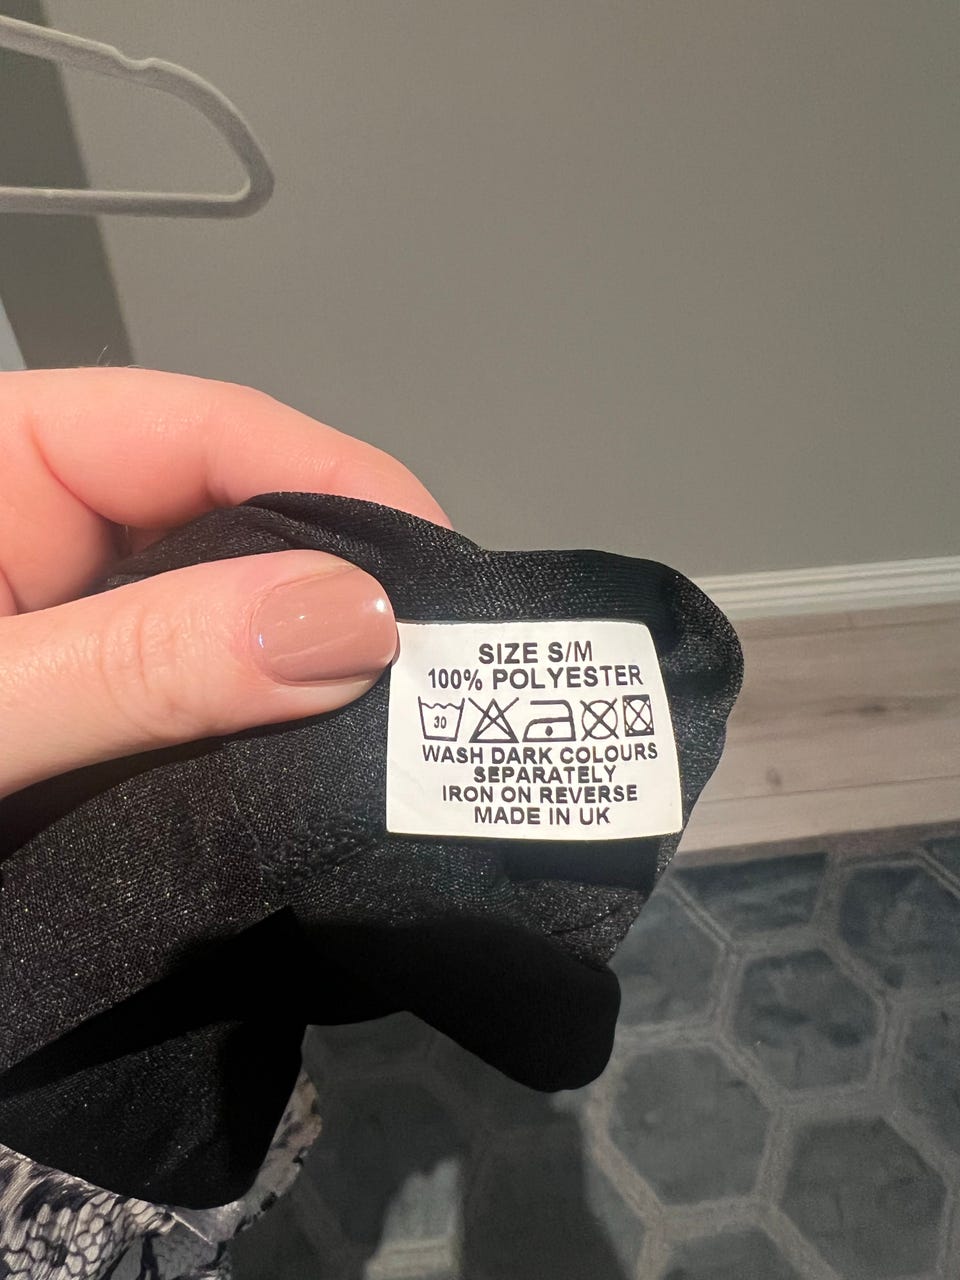 SIZE S/M
100% POLYESTER
30
WASH DARK COLOURS
SEPARATELY
IRON ON REVERSE
MADE IN UK